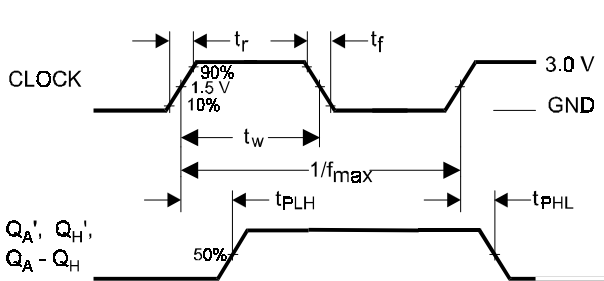 tr
tf
CLOCK
90%
1.5 V
10%
3.0 V
GND
tw
1/fmax
tPLH
tPHL
QA', QH',
QA - QH
50%